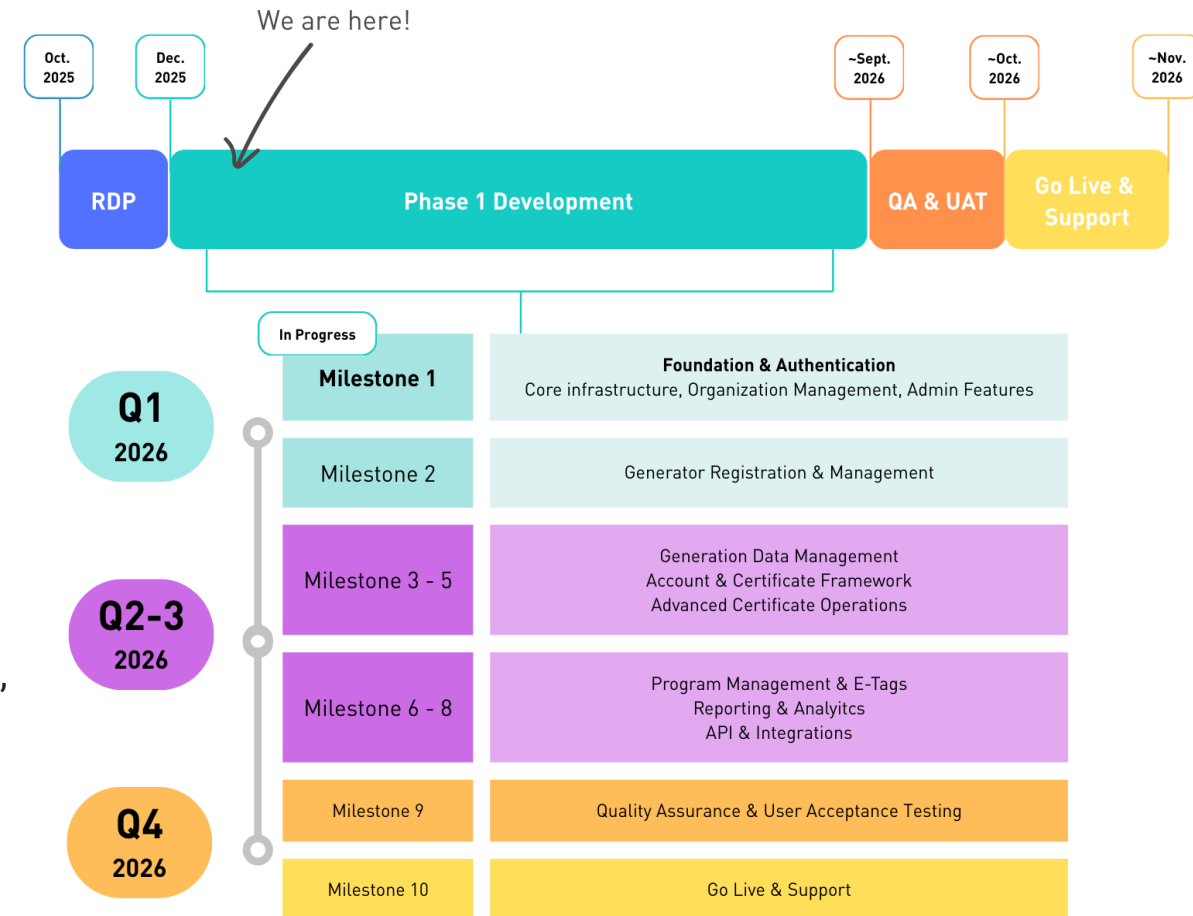 We are here!
Oct.
2025
Dec.
2025
~Sept.
2026
~Oct.
2026
~Nov.
2026
RDP
Phase 1 Development
QA & UAT
Go Live &
Support
In Progress
Q1
2026
Milestone 1
Foundation & Authentication
Core infrastructure, Organization Management, Admin Features
Milestone 2
Generator Registration & Management
Q2-3
2026
Milestone 3 - 5
Generation Data Management
Account & Certificate Framework
Advanced Certificate Operations
,
Milestone 6 - 8
Program Management & E-Tags
Reporting & Analyitcs
API & Integrations
Q4
2026
Milestone 9
Quality Assurance & User Acceptance Testing
Milestone 10
Go Live & Support